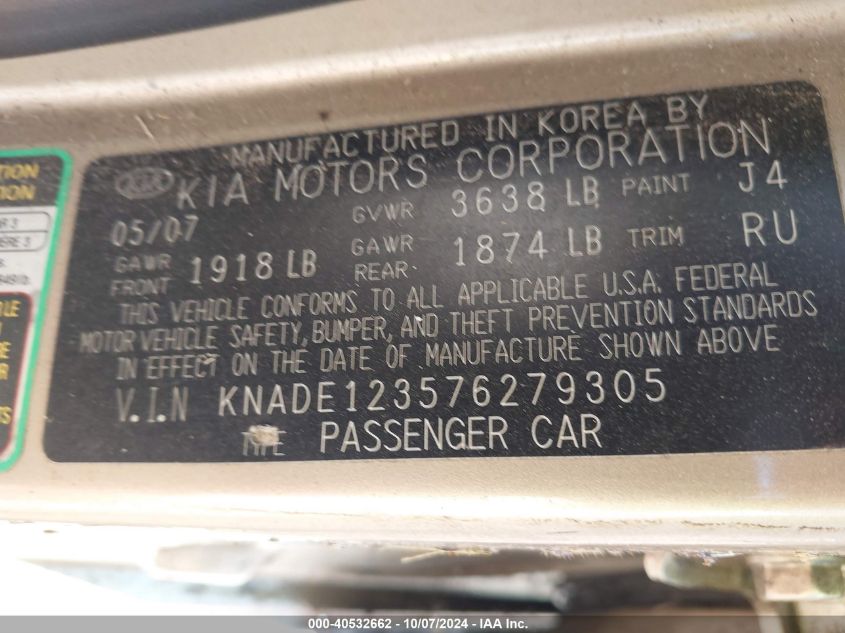 MANUFACTURED IN KOREA BY
KIA KIA MOTORS CORPORATION
05/07 GVWR 3638 LB PAINT J4
GAWR FRONT 1918 LB GAWR REAR 1874 LB TRIM RU
THIS VEHICLE CONFORMS TO ALL APPLICABLE U.S.A. FEDERAL
MOTOR VEHICLE SAFETY, BUMPER, AND THEFT PREVENTION STANDARDS
IN EFFECT ON THE DATE OF MANUFACTURE SHOWN ABOVE
V.I.N KNADE123576279305
TYPE PASSENGER CAR
000-40532662 - 10/07/2024 - © IAA, Inc.